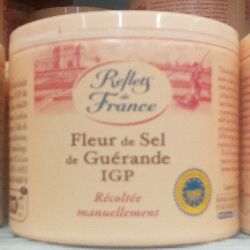 Reflets
de
France
Fleur de Sel
de Guérande
IGP
Récoltée
manuellement